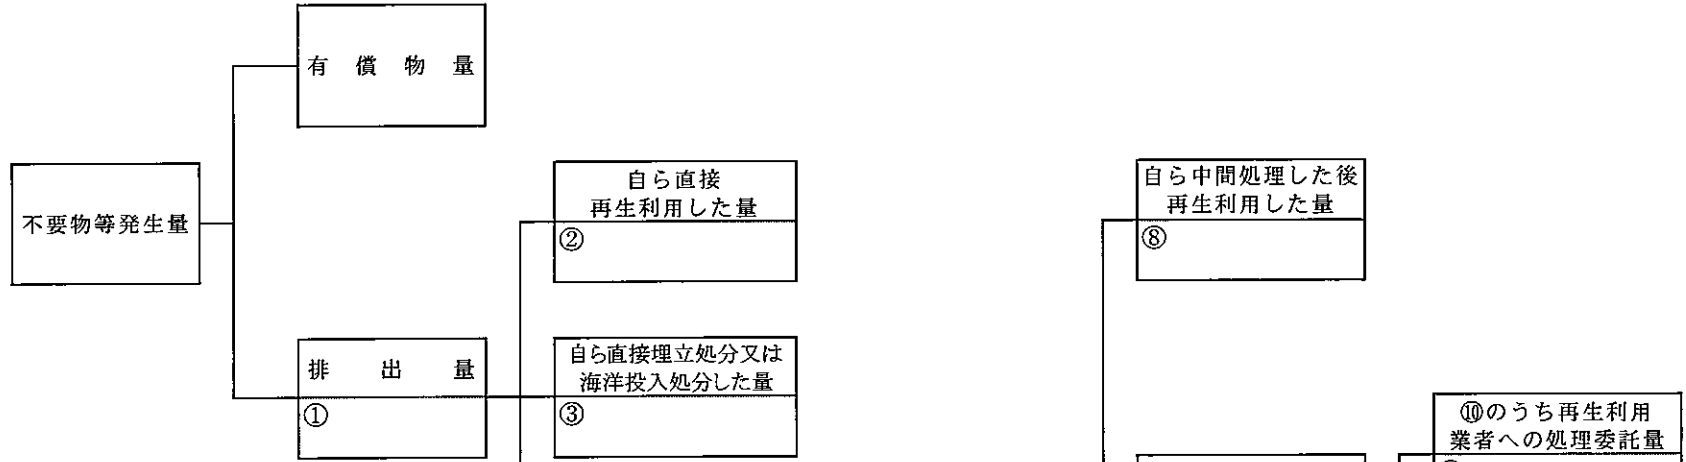 有償物量
不要物等発生量
自ら直接
再生利用した量
②
自ら中間処理した後
再生利用した量
⑧
排出量
①
自ら直接埋立処分又は
海洋投入処分した量
③
⑩のうち再生利用
業者への処理委託量